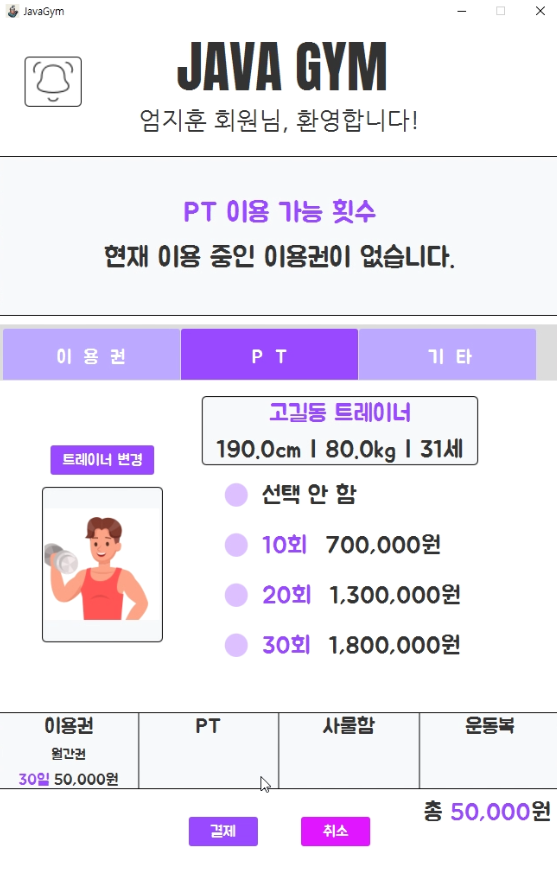 JavaGym
JAVA GYM
엄지훈 회원님, 환영합니다!
PT 이용 가능 횟수
현재 이용 중인 이용권이 없습니다.
이 용 권 P T 기 타
고길동 트레이너
190.0cm | 80.0kg | 31세
트레이너 변경
선택 안 함
10회 700,000원
20회 1,300,000원
30회 1,800,000원
이용권 PT 사물함 운동복
월간권
30일 50,000원
총 50,000원
결제 취소